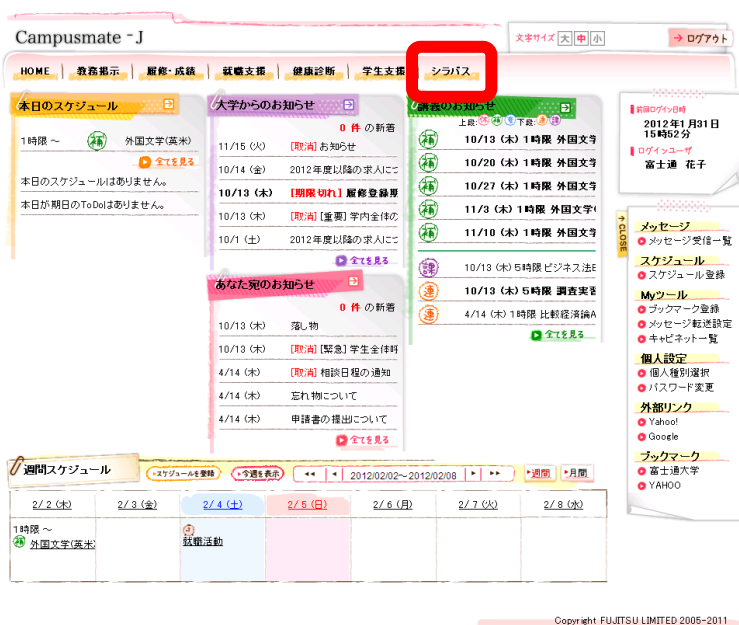 Campusmate-J
文字サイズ 大 中 小
ログアウト
HOME 教務掲示 履修・成績 就職支援 健康診断 学生支援 シラバス
本日のスケジュール
1時限 ~ 補 外国文学(英米)
全てを見る
本日のスケジュールはありません。
本日が期日のToDoはありません。
大学からのお知らせ
0 件 の新着
11/15 (火) [取消] お知らせ
10/14 (金) 2012年度以降の求人につ
10/13 (木) [期限切れ] 履修登録期
10/13 (木) [取消] [重要] 学内全体の
10/1 (土) 2012年度以降の求人につ
全てを見る
あなた宛のお知らせ
0 件 の新着
10/13 (木) 落し物
10/13 (木) [取消] [緊急] 学生全体呼
4/14 (木) [取消] 相談日程の通知
4/14 (木) 忘れ物について
4/14 (木) 申請書の提出について
全てを見る
講義のお知らせ
上段: 休 補 下段: 連 課
補 10/13 (木) 1時限 外国文学
補 10/20 (木) 1時限 外国文学
補 10/27 (木) 1時限 外国文学
補 11/3 (木) 1時限 外国文学(
補 11/10 (木) 1時限 外国文学
課 10/13 (木) 5時限 ビジネス法E
連 10/13 (木) 5時限 調査実習
連 4/14 (木) 1時限 比較経済論A
全てを見る
前回ログイン日時
2012年1月31日
15時52分
ログインユーザ
富士通 花子
CLOSE
メッセージ
メッセージ受信一覧
スケジュール
スケジュール登録
Myツール
ブックマーク登録
メッセージ転送設定
キャビネット一覧
個人設定
個人種別選択
パスワード変更
外部リンク
Yahoo!
Google
ブックマーク
富士通大学
YAHOO
週間スケジュール
スケジュールを登録 今週を表示 2012/02/02~2012/02/08 週間 月間
2/2 (木) 2/3 (金) 2/4 (土) 2/5 (日) 2/6 (月) 2/7 (火) 2/8 (水)
1時限 ~
補 外国文学(英米)
就職活動
Copyright FUJITSU LIMITED 2005-2011